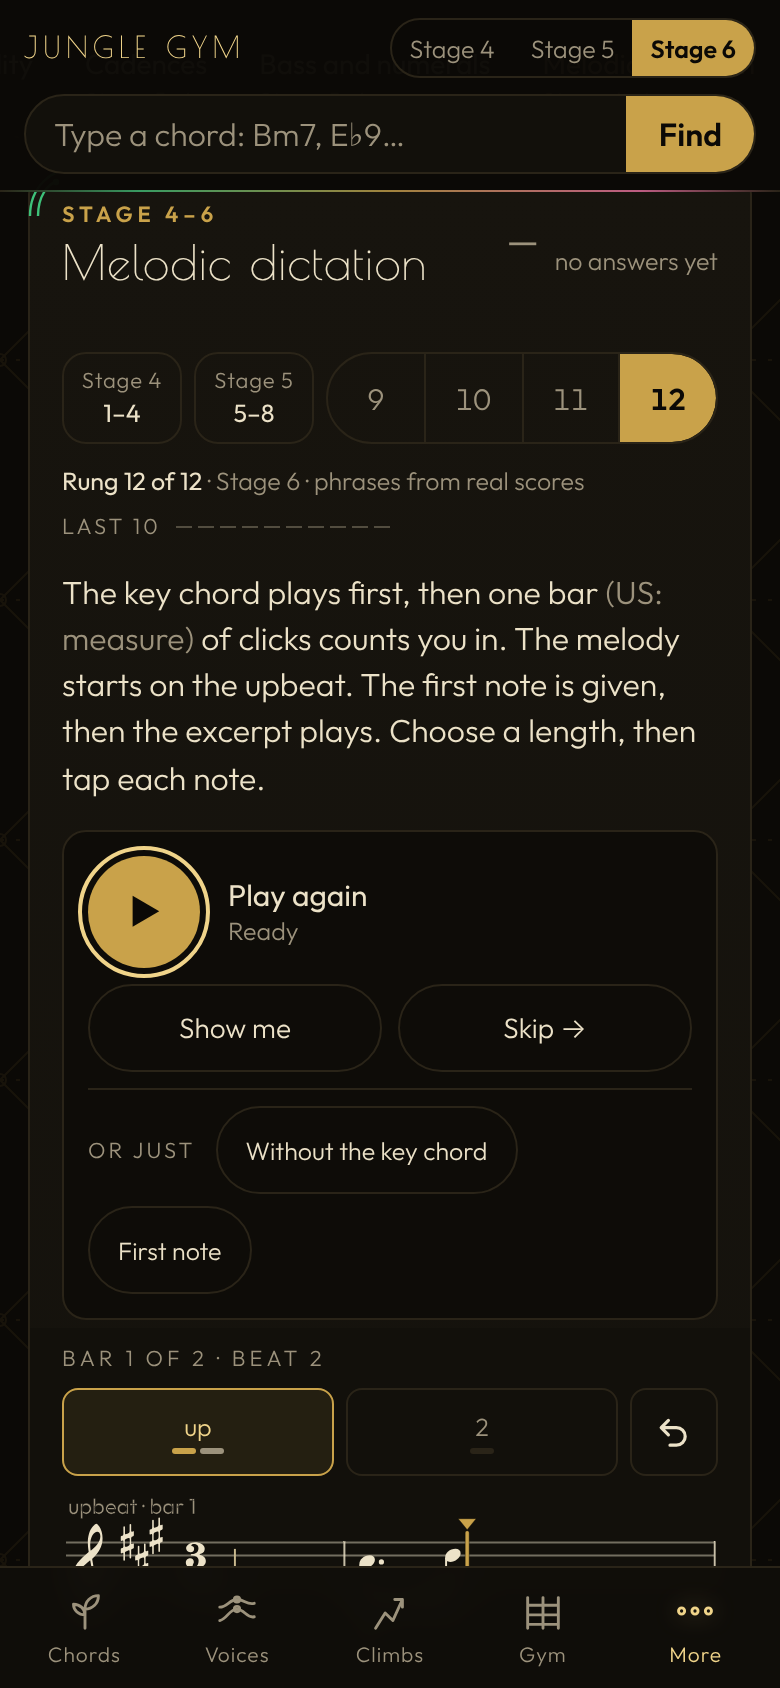 JUNGLE GYM
Stage 4 Stage 5 Stage 6
Cadences Bass and numerals
Type a chord: Bm7, E♭9... Find
STAGE 4–6
Melodic dictation — no answers yet
Stage 4 Stage 5
1–4 5–8 9 10 11 12
Rung 12 of 12 · Stage 6 · phrases from real scores
LAST 10
The key chord plays first, then one bar (US:
measure) of clicks counts you in. The melody
starts on the upbeat. The first note is given,
then the excerpt plays. Choose a length, then
tap each note.
Play again
Ready
Show me Skip →
OR JUST Without the key chord
First note
BAR 1 OF 2 · BEAT 2
up 2
upbeat · bar 1
3
Chords Voices Climbs Gym More